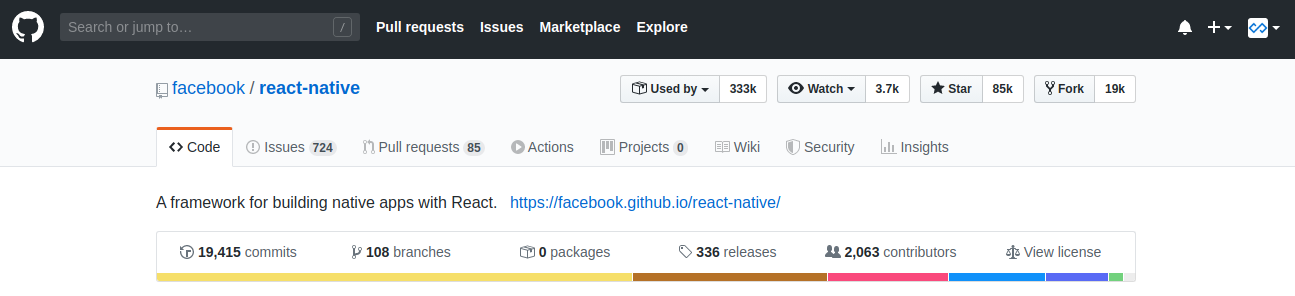 Search or jump to… / Pull requests Issues Marketplace Explore
facebook / react-native Used by 333k Watch 3.7k Star 85k Fork 19k
Code Issues 724 Pull requests 85 Actions Projects 0 Wiki Security Insights
A framework for building native apps with React. https://facebook.github.io/react-native/
19,415 commits 108 branches 0 packages 336 releases 2,063 contributors View license